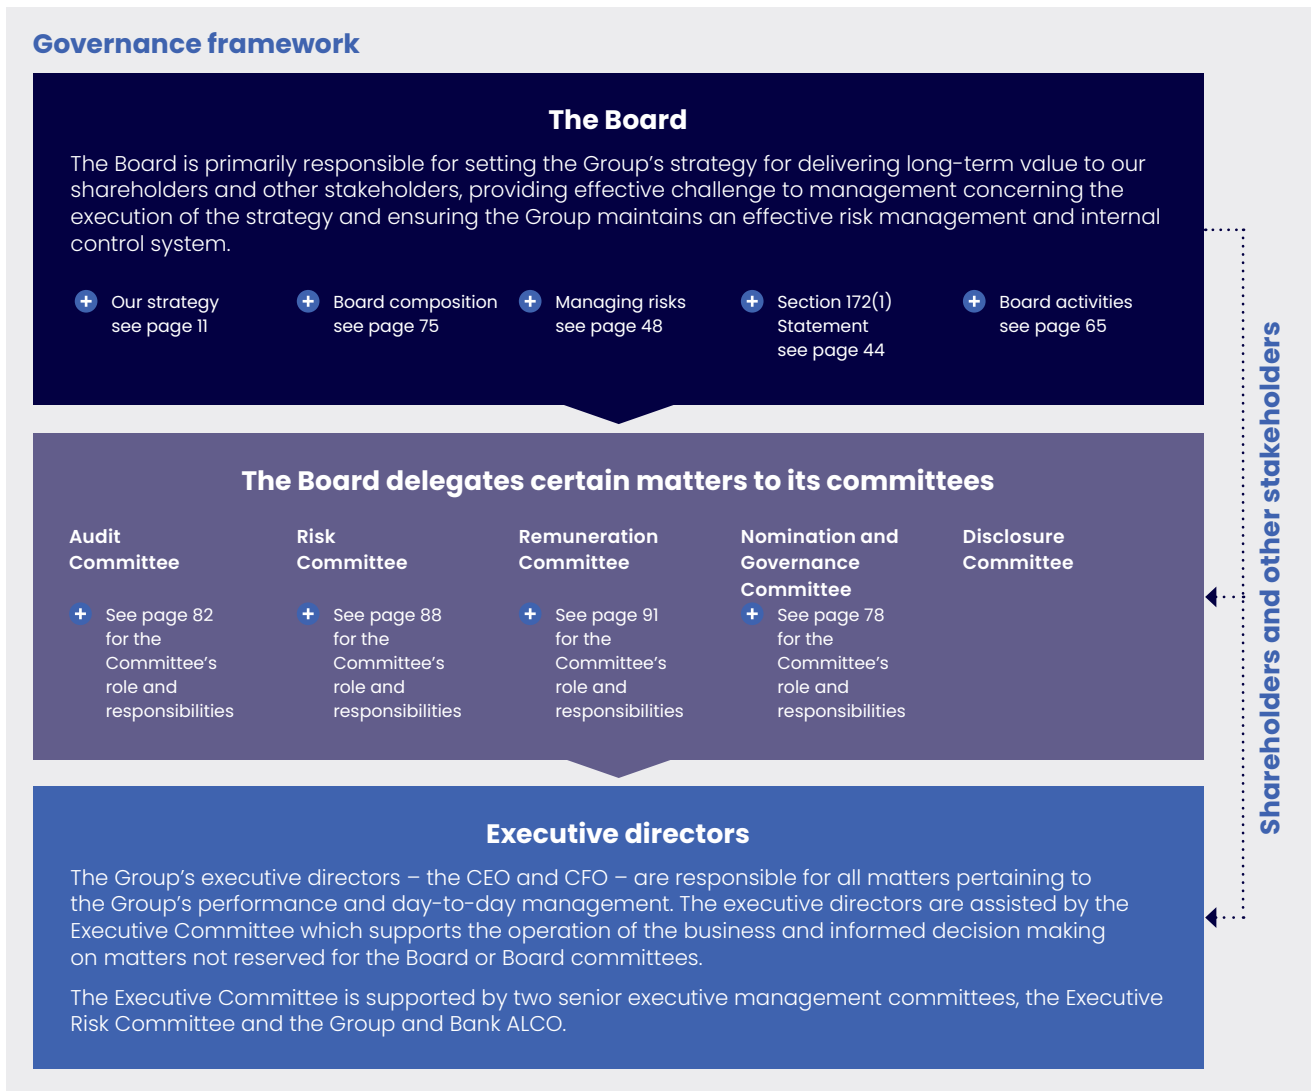 Governance framework
The Board
The Board is primarily responsible for setting the Group's strategy for delivering long-term value to our
shareholders and other stakeholders, providing effective challenge to management concerning the
execution of the strategy and ensuring the Group maintains an effective risk management and internal
control system.
Our strategy
see page 11
Board composition
see page 75
Managing risks
see page 48
Section 172(1)
Statement
see page 44
Board activities
see page 65
The Board delegates certain matters to its committees
Audit
Committee
See page 82
for the
Committee's
role and
responsibilities
Risk
Committee
See page 88
for the
Committee's
role and
responsibilities
Remuneration
Committee
See page 91
for the
Committee's
role and
responsibilities
Nomination and
Governance
Committee
See page 78
for the
Committee's
role and
responsibilities
Disclosure
Committee
Executive directors
The Group's executive directors – the CEO and CFO – are responsible for all matters pertaining to
the Group's performance and day-to-day management. The executive directors are assisted by the
Executive Committee which supports the operation of the business and informed decision making
on matters not reserved for the Board or Board committees.
The Executive Committee is supported by two senior executive management committees, the Executive
Risk Committee and the Group and Bank ALCO.
Shareholders and other stakeholders